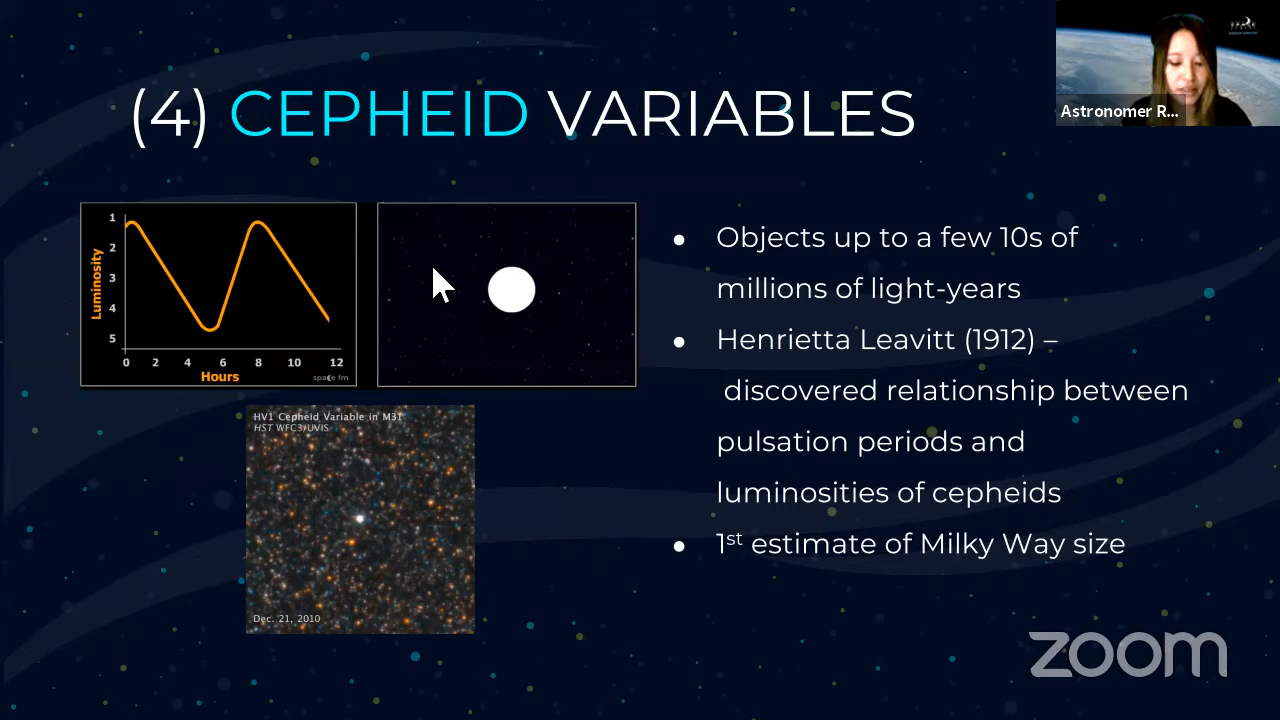 (4) CEPHEID VARIABLES
Astronomer R...
Luminosity
1
2
3
4
5
0 2 4 6 8 10 12
Hours
space fm
HV1 Cepheid Variable in M31
HST WFC3/UVIS
Dec. 21, 2010
● Objects up to a few 10s of
millions of light-years
● Henrietta Leavitt (1912) –
discovered relationship between
pulsation periods and
luminosities of cepheids
● 1st estimate of Milky Way size
zoom